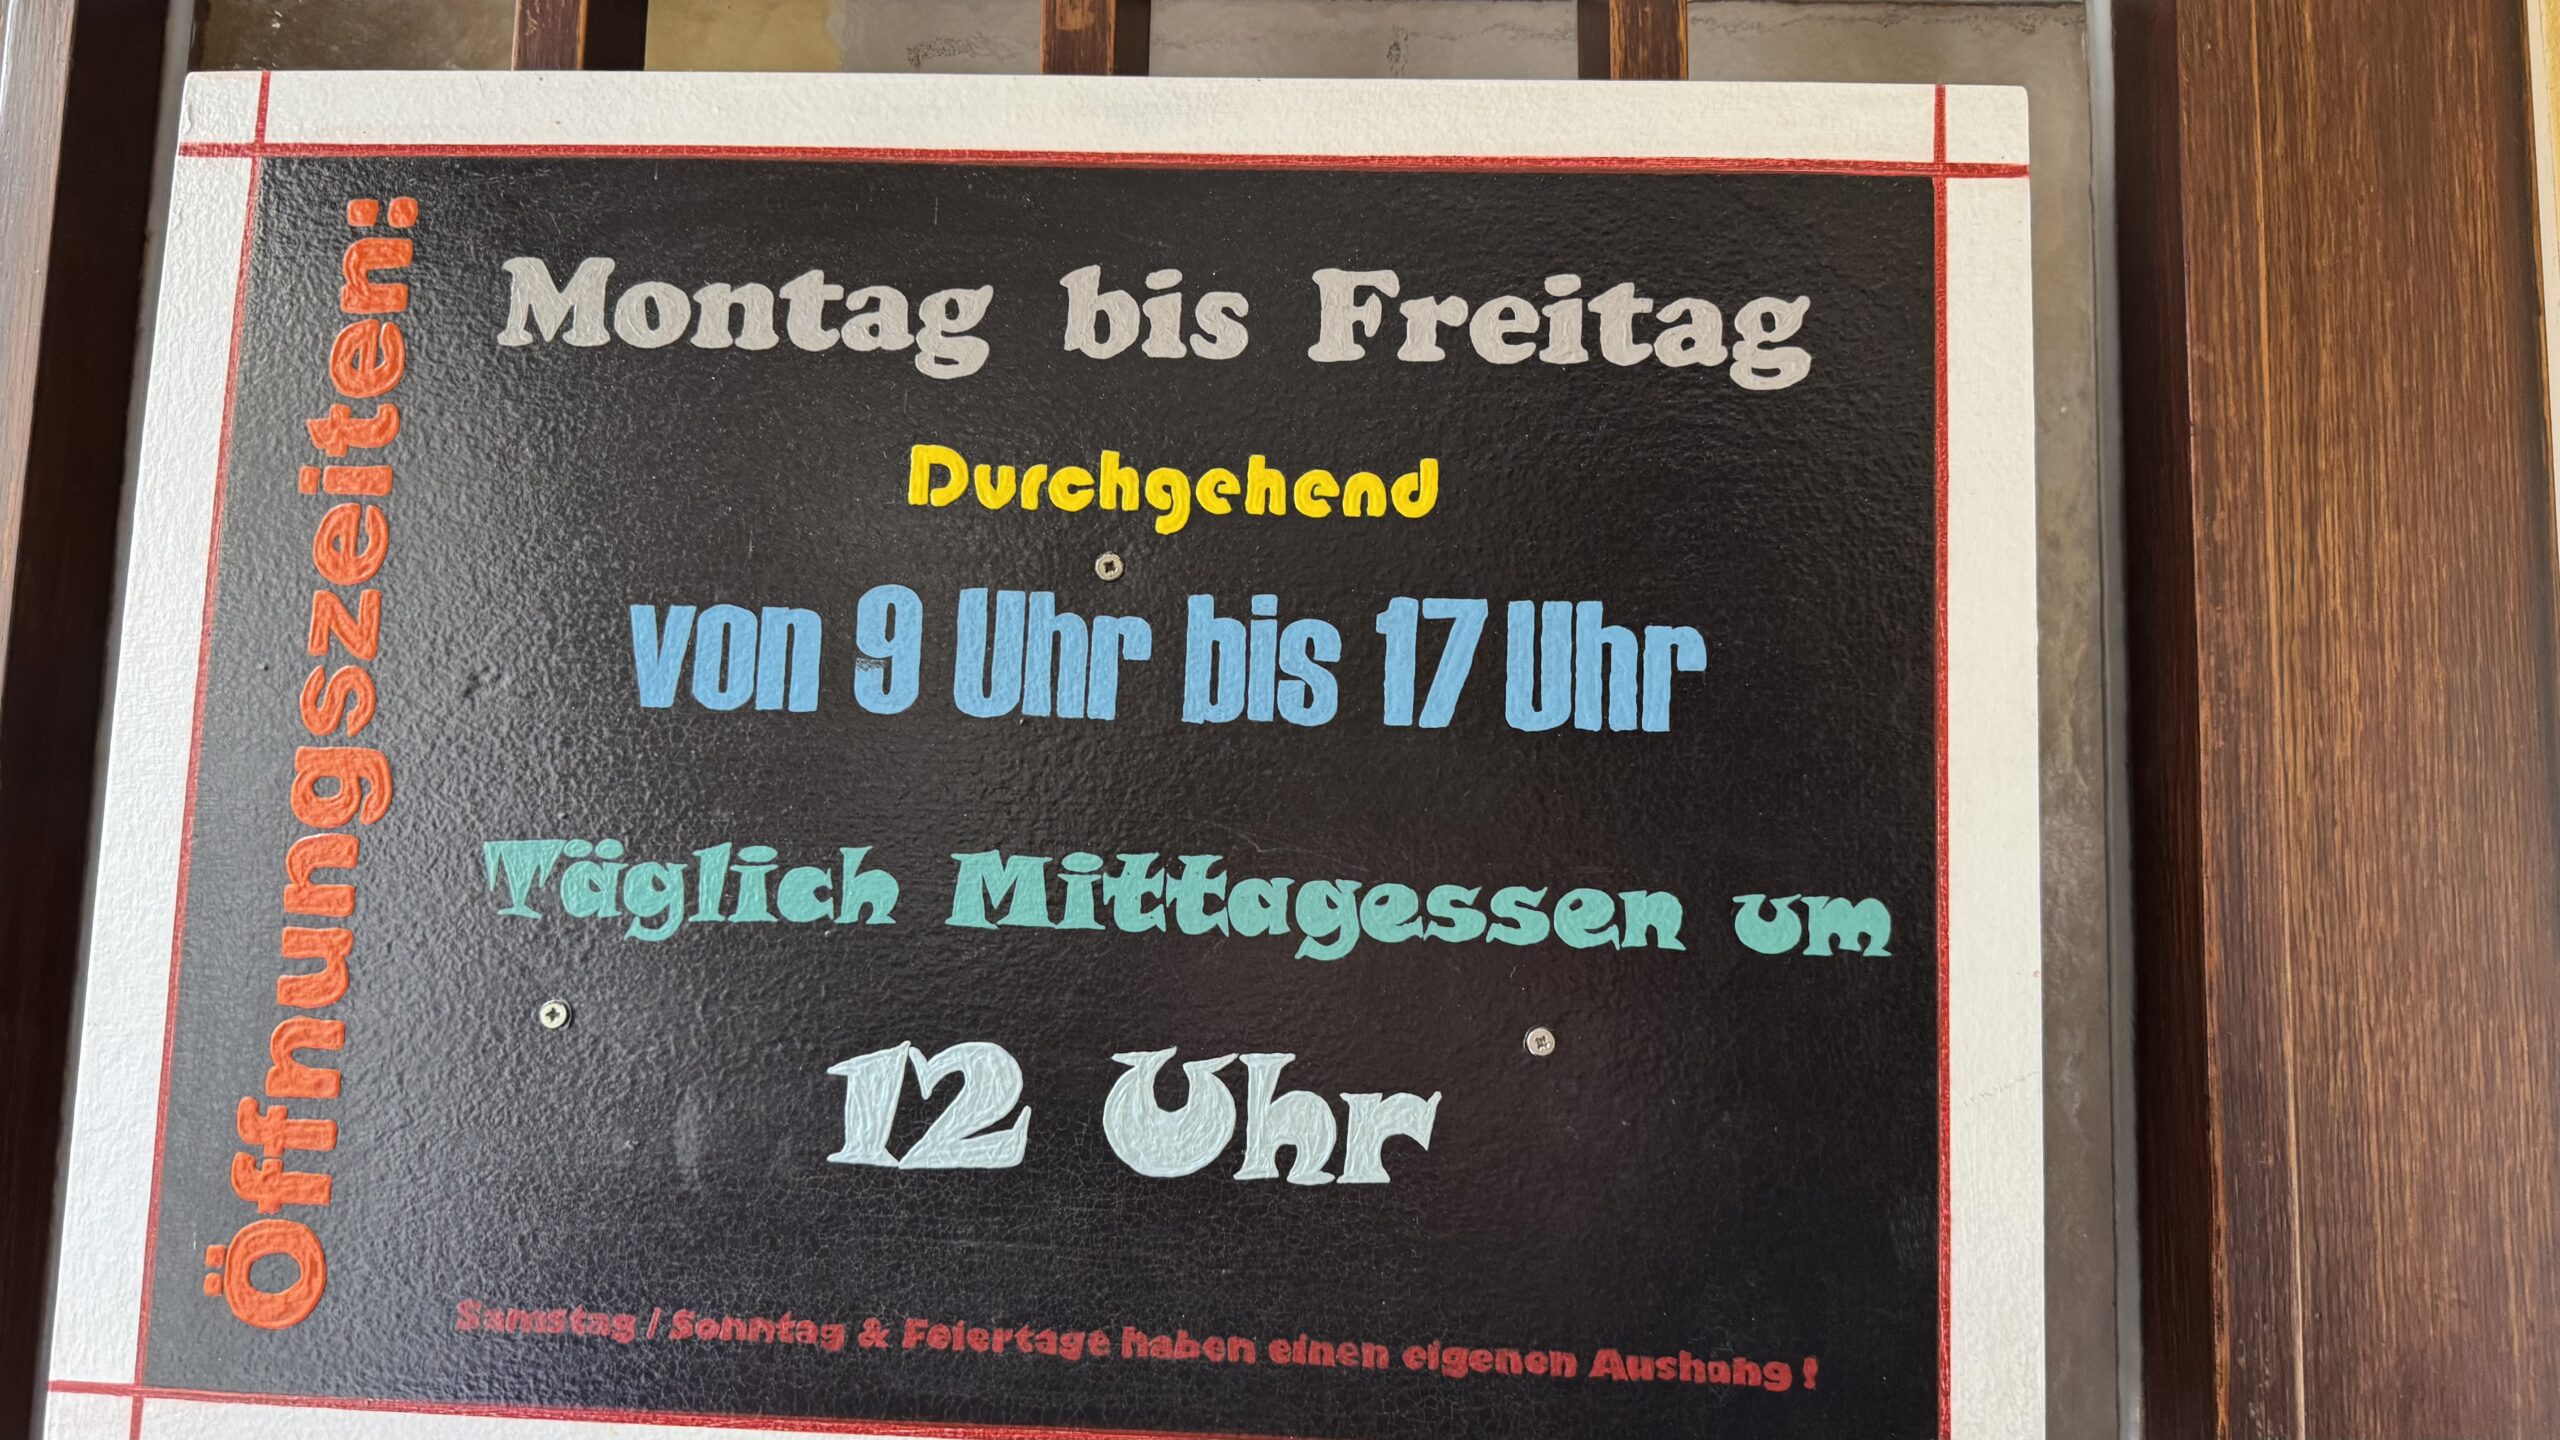 Öffnungszeiten:
Montag bis Freitag
Durchgehend
von 9 Uhr bis 17 Uhr
Täglich Mittagessen um
12 Uhr
Samstag / Sonntag & Feiertage haben einen eigenen Aushang !